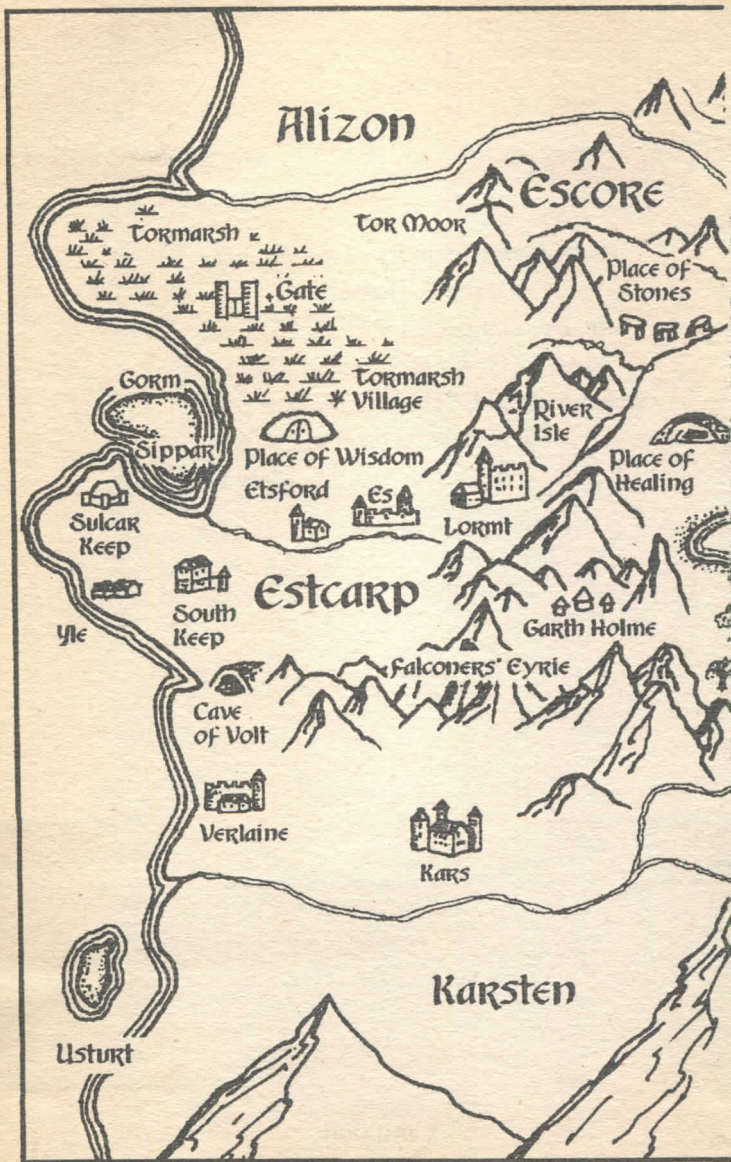 Alizon
Escore
Tormarsh
Tor Moor
Place of
Stones
Gate
Gorm
Tormarsh
Village
River
Isle
Sippar
Place of Wisdom
Place of
Healing
Etsford
Es
Sulcar
Keep
Lormt
Estcarp
South
Keep
Yle
Garth Holme
Falconers' Eyrie
Cave
of Volt
Verlaine
Kars
Karsten
Usturt